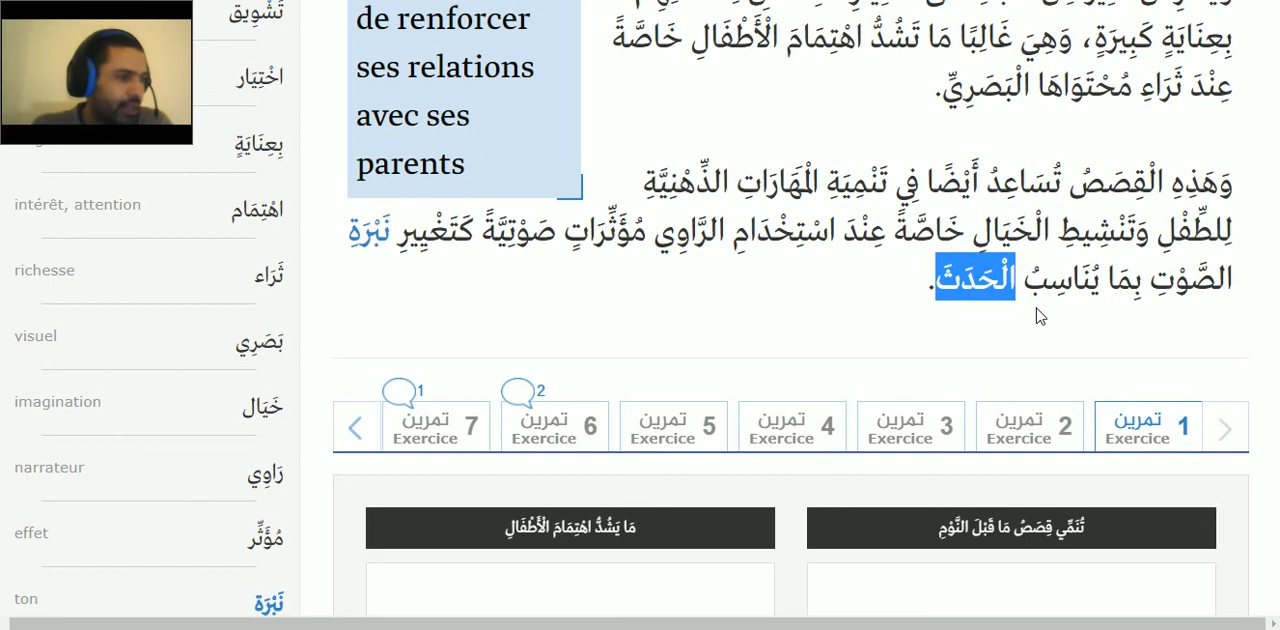 تَشْوِيق
اخْتِيَار
بِعِنَايَةٍ
intérêt, attention
اهْتِمَام
richesse
ثَرَاء
visuel
بَصَرِي
imagination
خَيَال
narrateur
رَاوِي
effet
مُؤَثِّر
ton
نَبْرَة
de renforcer
ses relations
avec ses
parents
بِعِنَايَةٍ كَبِيرَةٍ، وَهِيَ غَالِبًا مَا تَشُدُّ اهْتِمَامَ الْأَطْفَالِ خَاصَّةً
عِنْدَ ثَرَاءِ مُحْتَوَاهَا الْبَصَرِيِّ.
وَهَذِهِ الْقِصَصُ تُسَاعِدُ أَيْضًا فِي تَنْمِيَةِ الْمَهَارَاتِ الذِّهْنِيَّةِ
لِلطِّفْلِ وَتَنْشِيطِ الْخَيَالِ خَاصَّةً عِنْدَ اسْتِخْدَامِ الرَّاوِي مُؤَثِّرَاتٍ صَوْتِيَّةً كَتَغْيِيرِ نَبْرَةِ
الصَّوْتِ بِمَا يُنَاسِبُ الْحَدَثَ.
1
2
تمرين 1
Exercice
تمرين 2
Exercice
تمرين 3
Exercice
تمرين 4
Exercice
تمرين 5
Exercice
تمرين 6
Exercice
تمرين 7
Exercice
تُنَمِّي قِصَصُ مَا قَبْلَ النَّوْمِ
مَا يَشُدُّ اهْتِمَامَ الْأَطْفَالِ